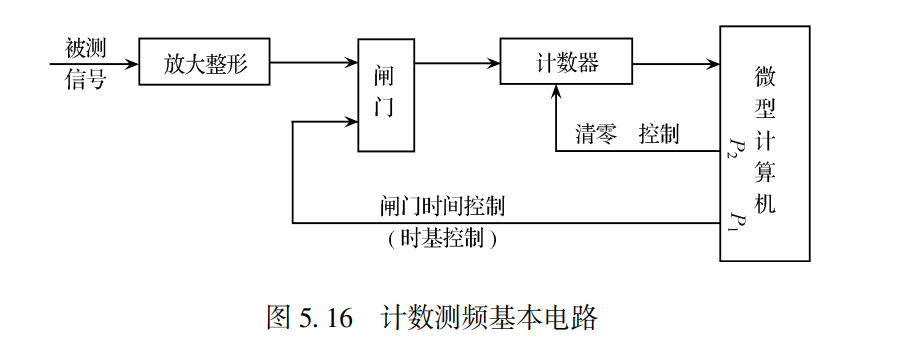 被测
信号
放大整形
闸门
计数器
微型计算机
清零 控制
P2
P1
闸门时间控制
(时基控制)
图 5.16 计数测频基本电路